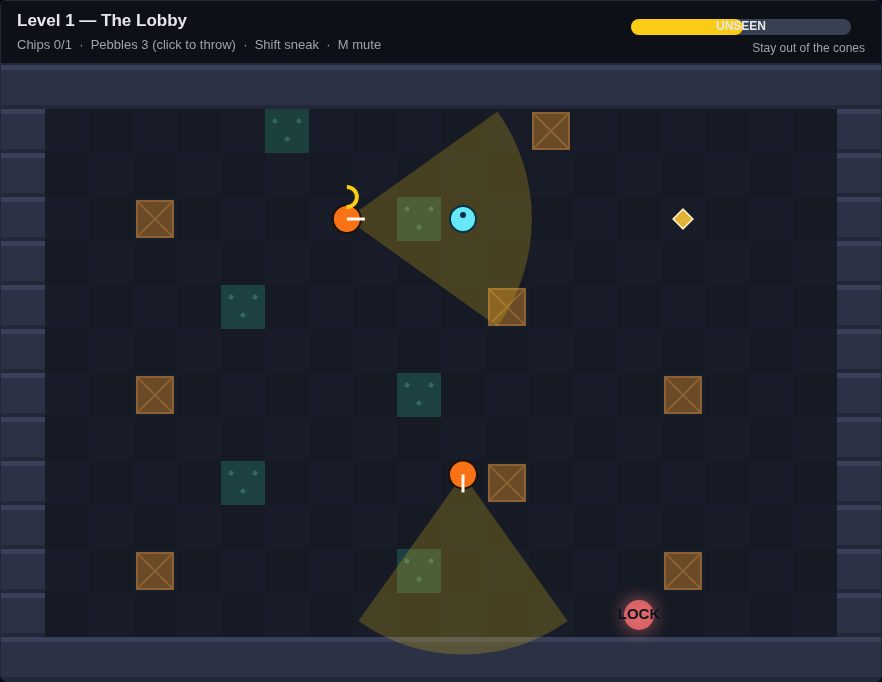 Level 1 — The Lobby
UNSEEN
Chips 0/1 · Pebbles 3 (click to throw) · Shift sneak · M mute
Stay out of the cones
LOCK